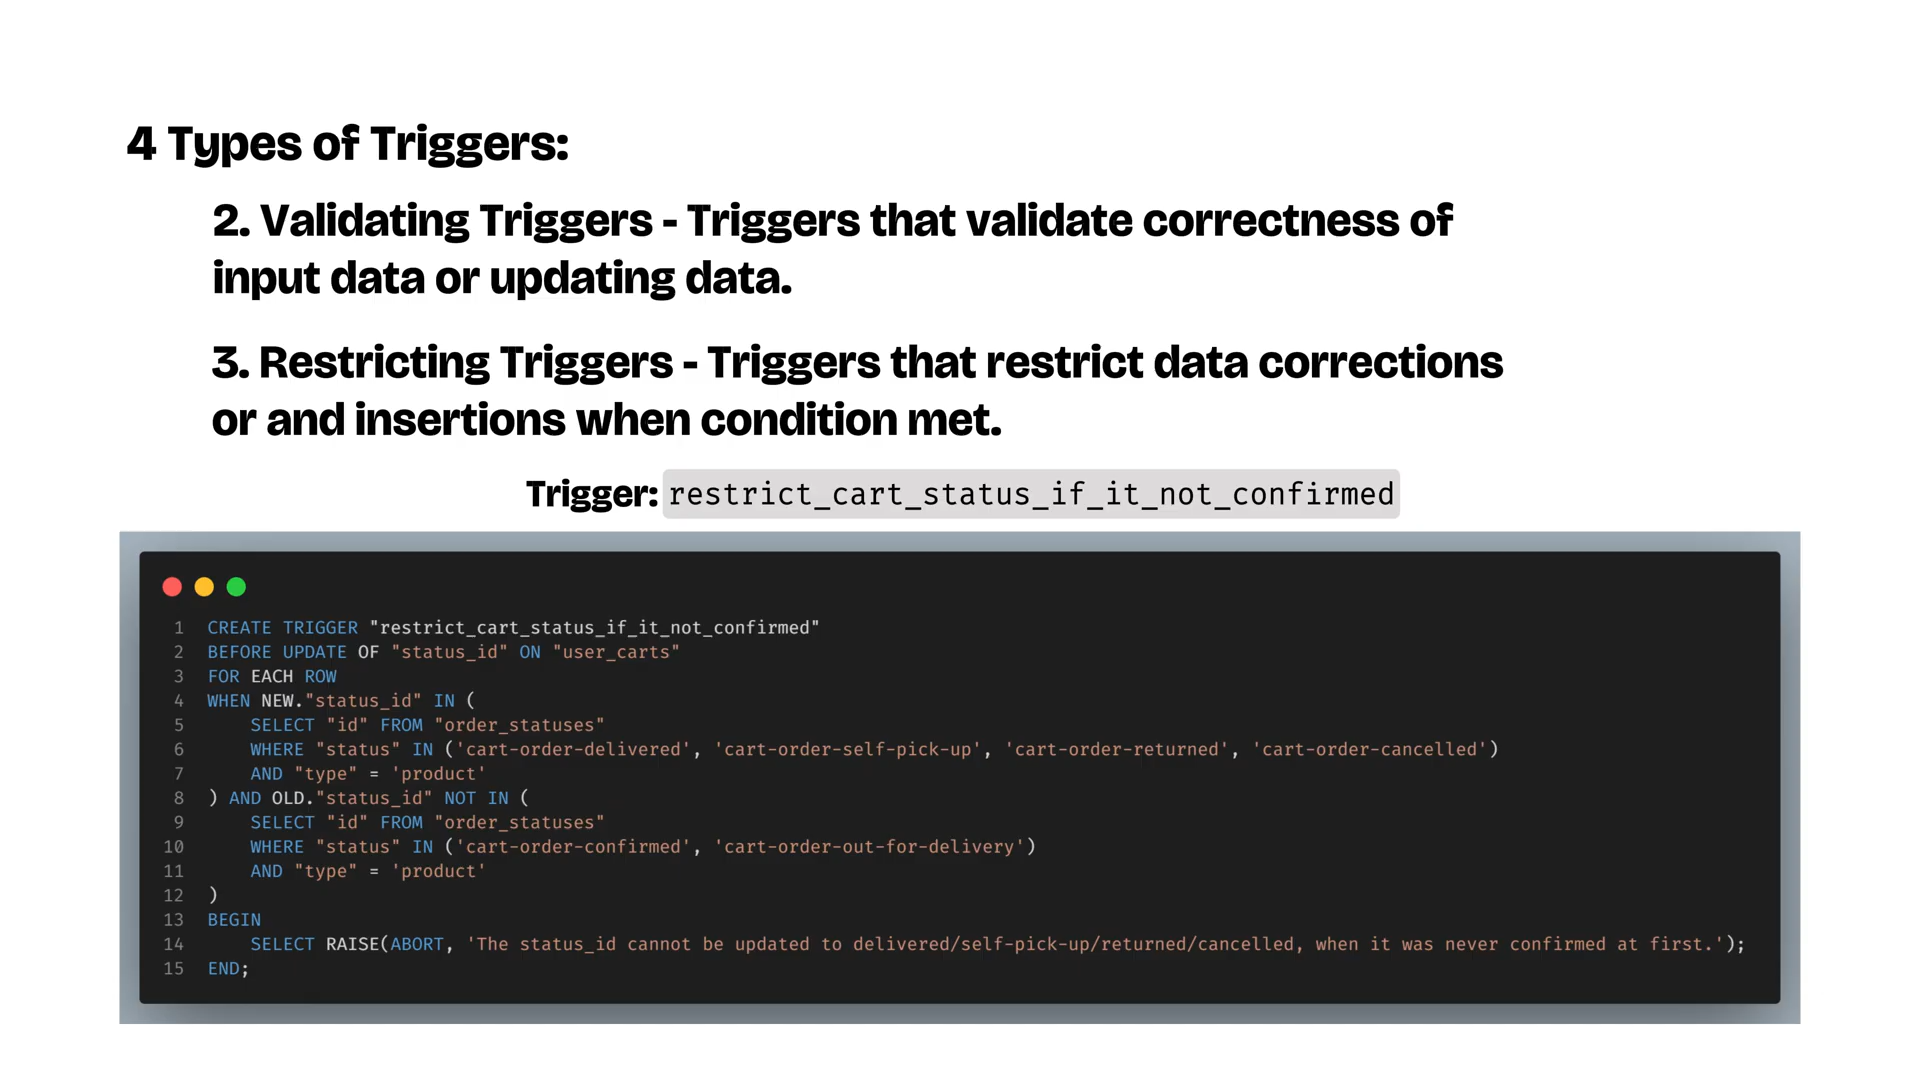 4 Types of Triggers:
2. Validating Triggers - Triggers that validate correctness of
input data or updating data.
3. Restricting Triggers - Triggers that restrict data corrections
or and insertions when condition met.
Trigger: restrict_cart_status_if_it_not_confirmed
1 CREATE TRIGGER "restrict_cart_status_if_it_not_confirmed"
2 BEFORE UPDATE OF "status_id" ON "user_carts"
3 FOR EACH ROW
4 WHEN NEW."status_id" IN (
5     SELECT "id" FROM "order_statuses"
6     WHERE "status" IN ('cart-order-delivered', 'cart-order-self-pick-up', 'cart-order-returned', 'cart-order-cancelled')
7     AND "type" = 'product'
8 ) AND OLD."status_id" NOT IN (
9     SELECT "id" FROM "order_statuses"
10     WHERE "status" IN ('cart-order-confirmed', 'cart-order-out-for-delivery')
11     AND "type" = 'product'
12 )
13 BEGIN
14     SELECT RAISE(ABORT, 'The status_id cannot be updated to delivered/self-pick-up/returned/cancelled, when it was never confirmed at first.');
15 END;